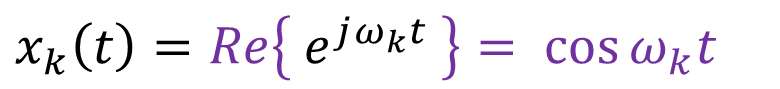 x_k(t) = Re{ e^{jω_k t} } = cos ω_k t